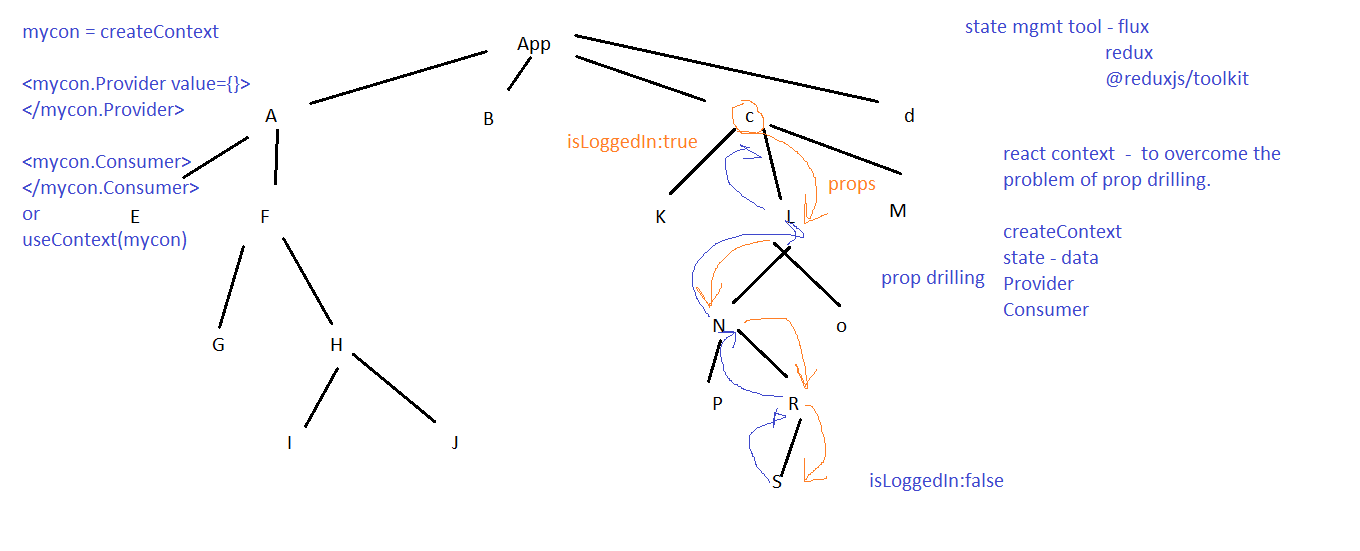 mycon = createContext
<mycon.Provider value={}>
</mycon.Provider>
<mycon.Consumer>
</mycon.Consumer>
or
useContext(mycon)
App
A
B
C
d
E
F
K
L
M
G
H
N
o
I
J
P
R
S
isLoggedIn:true
props
prop drilling
isLoggedIn:false
state mgmt tool - flux
redux
@reduxjs/toolkit
react context - to overcome the
problem of prop drilling.
createContext
state - data
Provider
Consumer